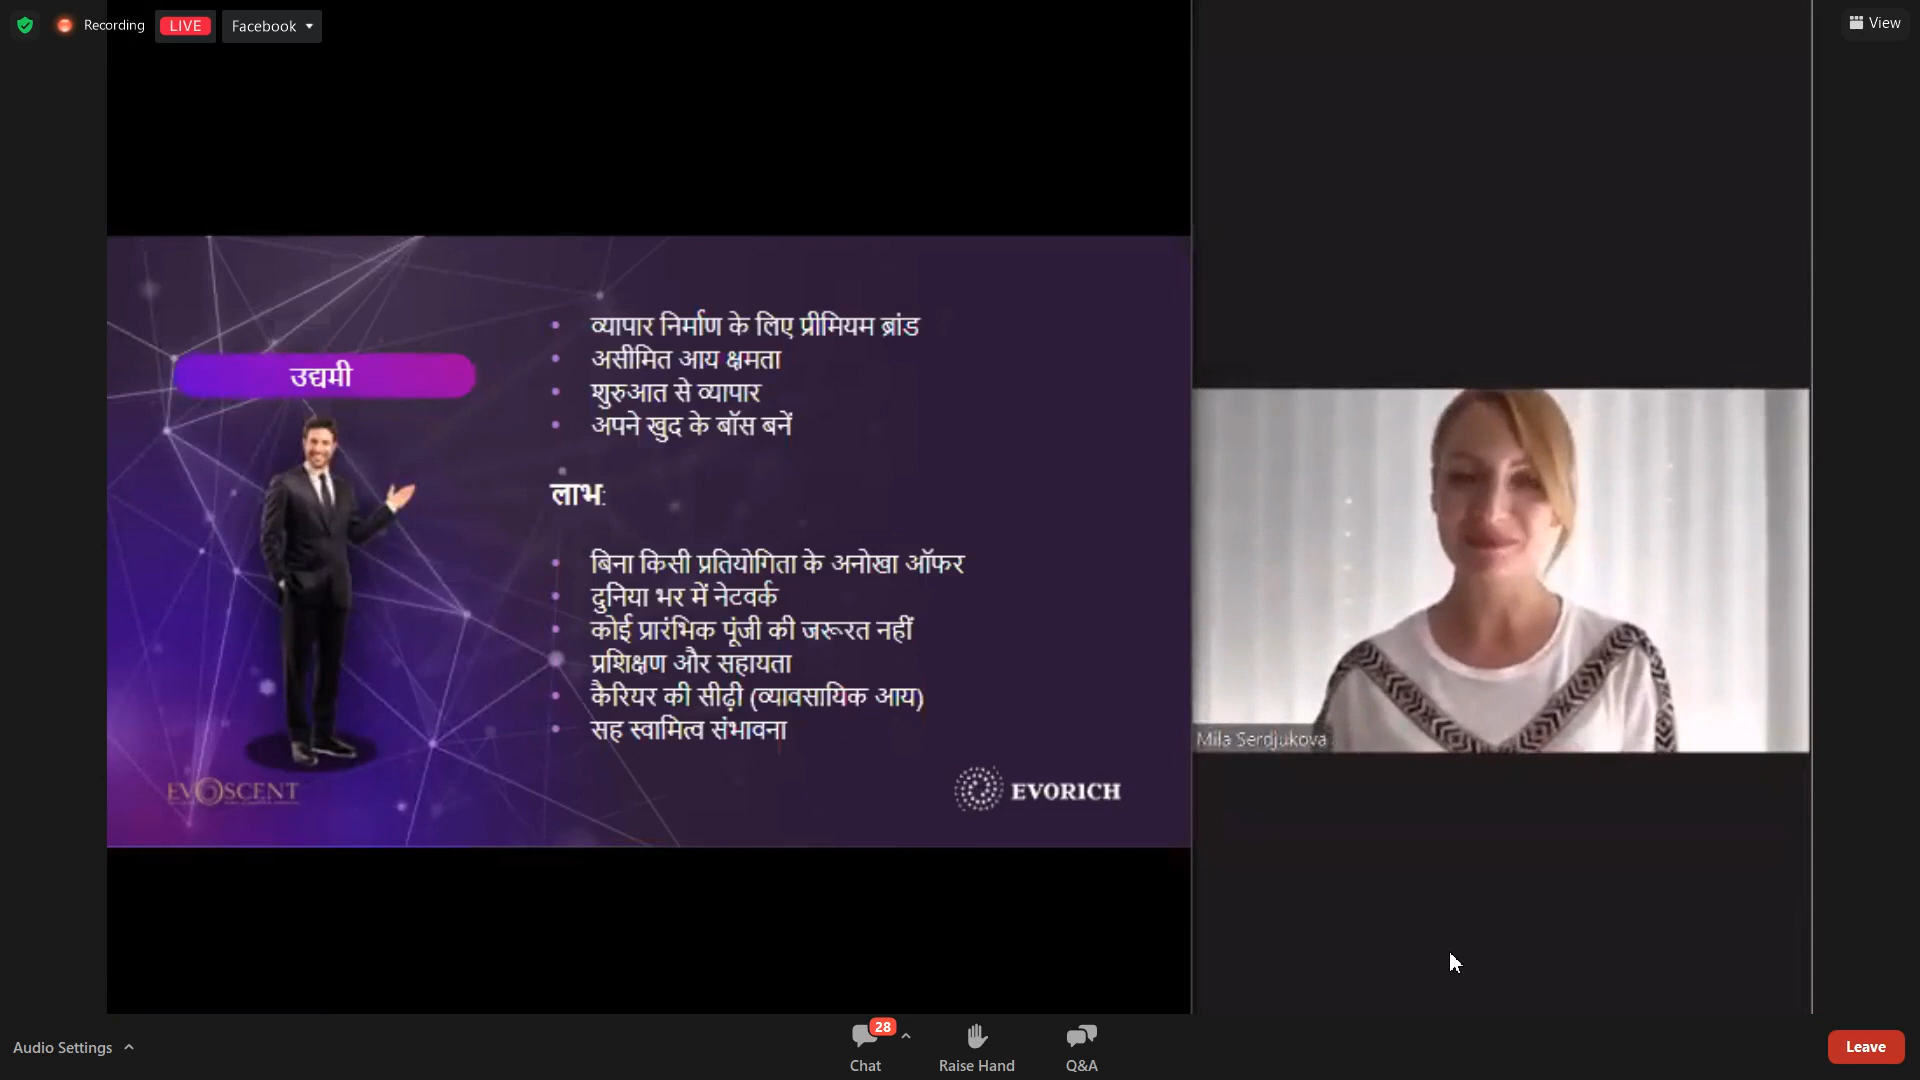 Recording
LIVE
Facebook
View
उद्यमी
व्यापार निर्माण के लिए प्रीमियम ब्रांड
असीमित आय क्षमता
शुरुआत से व्यापार
अपने खुद के बॉस बनें
लाभ:
बिना किसी प्रतियोगिता के अनोखा ऑफर
दुनिया भर में नेटवर्क
कोई प्रारंभिक पूंजी की जरूरत नहीं
प्रशिक्षण और सहायता
कैरियर की सीढ़ी (व्यावसायिक आय)
सह स्वामित्व संभावना
EVOSCENT
EVORICH
Mila Serdjukova
Audio Settings
28
Chat
Raise Hand
Q&A
Leave